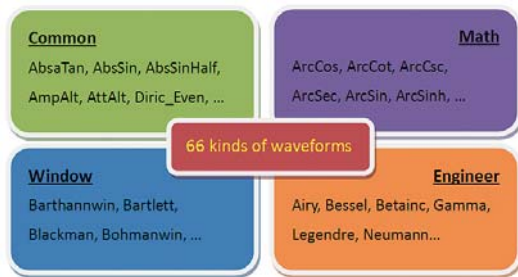 Common
AbsaTan, AbsSin, AbsSinHalf,
AmpAlt, AttAlt, Diric_Even, ...
Math
ArcCos, ArcCot, ArcCsc,
ArcSec, ArcSin, ArcSinh, ...
66 kinds of waveforms
Window
Barthannwin, Bartlett,
Blackman, Bohmanwin, ...
Engineer
Airy, Bessel, Betainc, Gamma,
Legendre, Neumann...